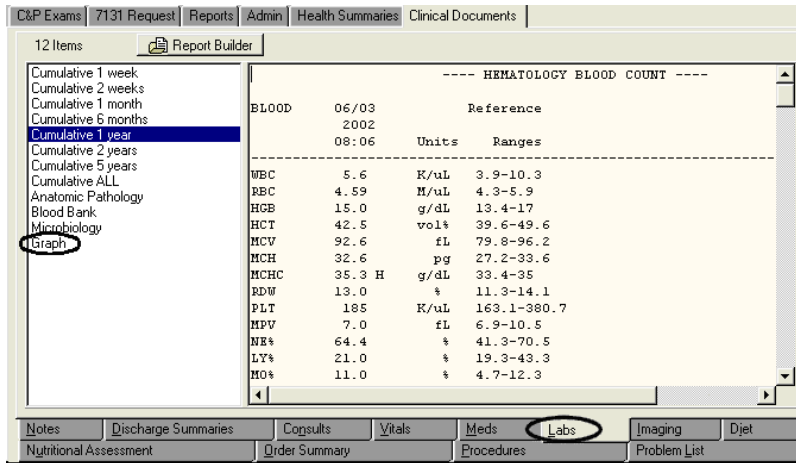 C&P Exams 7131 Request Reports Admin Health Summaries Clinical Documents
12 Items Report Builder
Cumulative 1 week
Cumulative 2 weeks
Cumulative 1 month
Cumulative 6 months
Cumulative 1 year
Cumulative 2 years
Cumulative 5 years
Cumulative ALL
Anatomic Pathology
Blood Bank
Microbiology
Graph
---- HEMATOLOGY BLOOD COUNT ----
BLOOD 06/03 Reference
2002
08:06 Units Ranges
WBC 5.6 K/uL 3.9-10.3
RBC 4.59 M/uL 4.3-5.9
HGB 15.0 g/dL 13.4-17
HCT 42.5 vol% 39.6-49.6
MCV 92.6 fL 79.8-96.2
MCH 32.6 pg 27.2-33.6
MCHC 35.3 H g/dL 33.4-35
RDW 13.0 % 11.3-14.1
PLT 185 K/uL 163.1-380.7
MPV 7.0 fL 6.9-10.5
NE% 64.4 % 41.3-70.5
LY% 21.0 % 19.3-43.3
MO% 11.0 % 4.7-12.3
Notes Discharge Summaries Consults Vitals Meds Labs Imaging Diet
Nutritional Assessment Order Summary Procedures Problem List